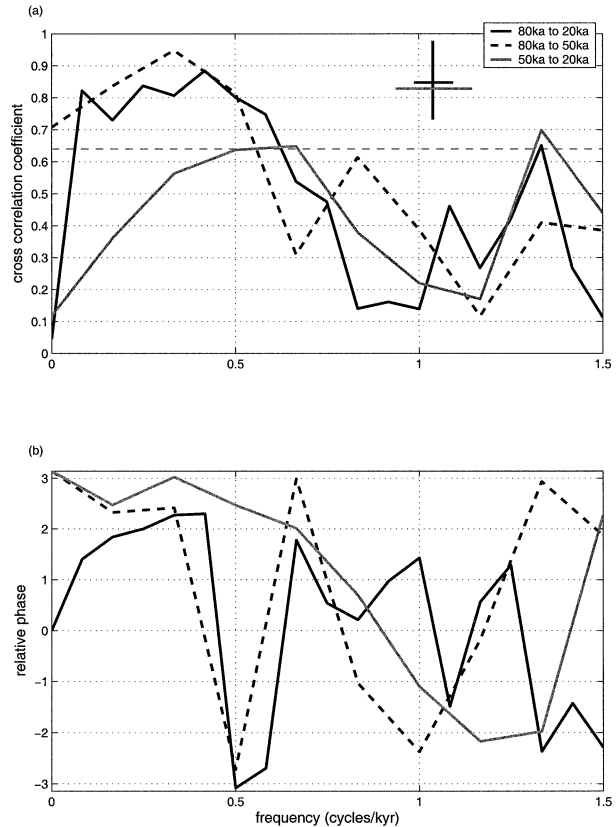 (a)
80ka to 20ka
80ka to 50ka
50ka to 20ka
1
0.9
0.8
0.7
0.6
0.5
0.4
0.3
0.2
0.1
0
cross correlation coefficient
0 0.5 1 1.5
(b)
3
2
1
0
−1
−2
−3
relative phase
0 0.5 1 1.5
frequency (cycles/kyr)